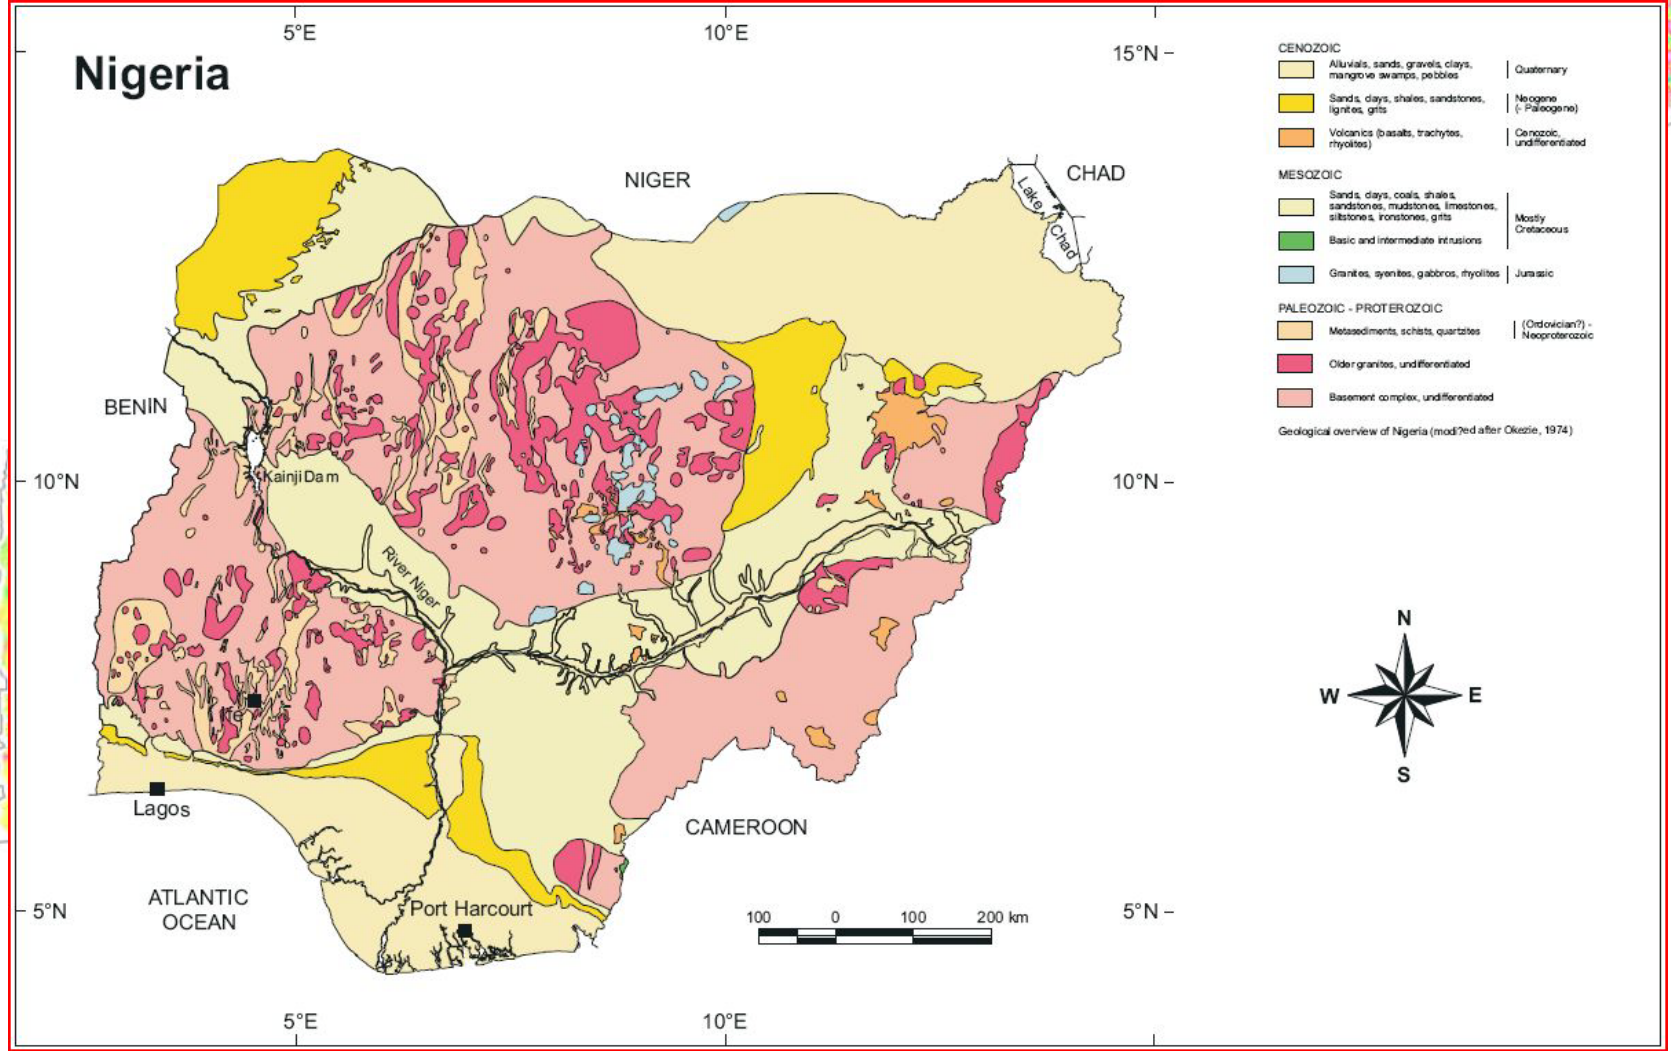 Nigeria
5°E
10°E
15°N
NIGER
CHAD
Lake
Chad
BENIN
10°N
10°N
Kainji Dam
River Niger
Ife
Lagos
CAMEROON
ATLANTIC
OCEAN
5°N
Port Harcourt
5°N
5°E
10°E
100 0 100 200 km
N
W E
S
CENOZOIC
Alluvials, sands, gravels, clays,
mangrove swamps, pebbles
Quaternary
Sands, clays, shales, sandstones,
lignites, grits
Neogene
(- Paleogene)
Volcanics (basalts, trachytes,
rhyolites)
Cenozoic,
undifferentiated
MESOZOIC
Sands, clays, coals, shales,
sandstones, mudstones, limestones,
siltstones, ironstones, grits
Mostly
Cretaceous
Basic and intermediate intrusions
Granites, syenites, gabbros, rhyolites
Jurassic
PALEOZOIC - PROTEROZOIC
Metasediments, schists, quartzites
(Ordovician?) -
Neoproterozoic
Older granites, undifferentiated
Basement complex, undifferentiated
Geological overview of Nigeria (modi?ed after Okezie, 1974)